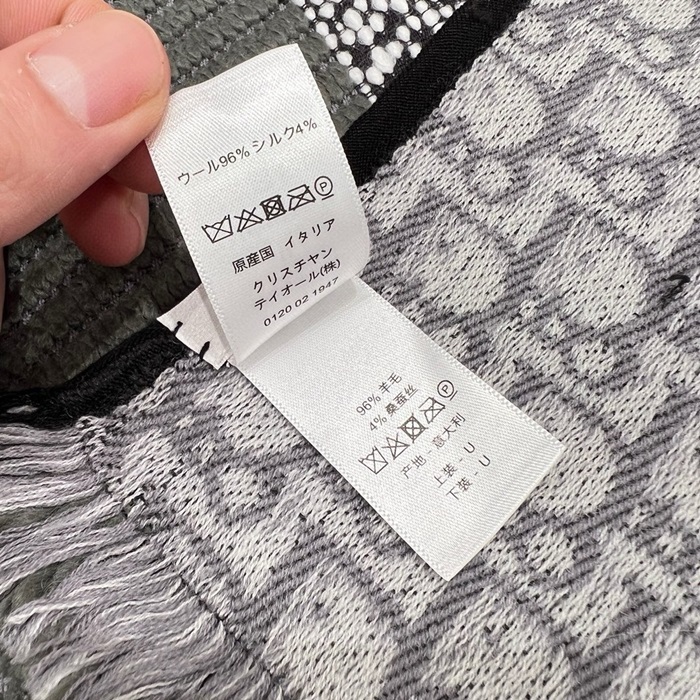 ウール96% シルク4%
P
原産国 イタリア
クリスチャン
ディオール(株)
0120 02 1947
96% 羊毛
4% 桑蚕丝
P
产地 - 意大利
上装 - U
下装 - U